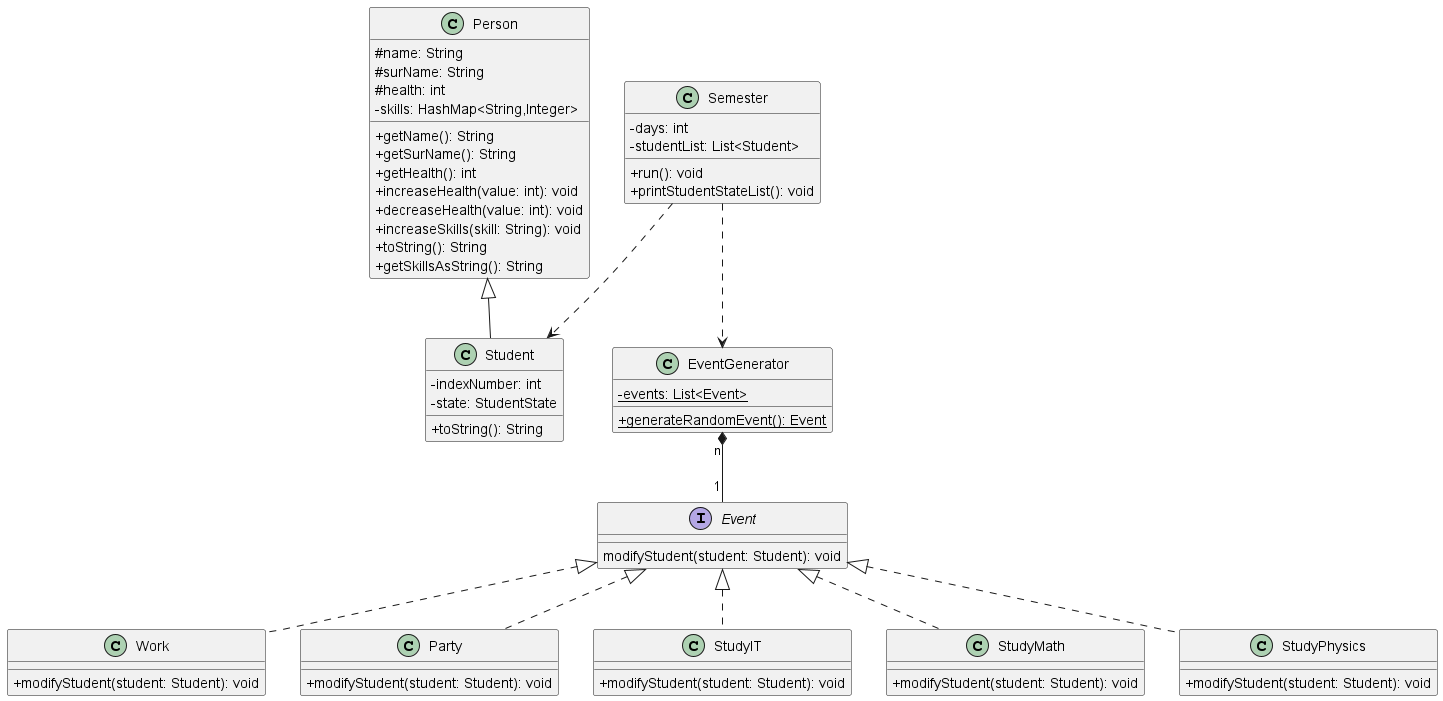 C Person
#name: String
#surName: String
#health: int
-skills: HashMap<String,Integer>
+getName(): String
+getSurName(): String
+getHealth(): int
+increaseHealth(value: int): void
+decreaseHealth(value: int): void
+increaseSkills(skill: String): void
+toString(): String
+getSkillsAsString(): String
C Semester
-days: int
-studentList: List<Student>
+run(): void
+printStudentStateList(): void
C Student
-indexNumber: int
-state: StudentState
+toString(): String
C EventGenerator
-events: List<Event>
+generateRandomEvent(): Event
n
1
I Event
modifyStudent(student: Student): void
C Work
+modifyStudent(student: Student): void
C Party
+modifyStudent(student: Student): void
C StudyIT
+modifyStudent(student: Student): void
C StudyMath
+modifyStudent(student: Student): void
C StudyPhysics
+modifyStudent(student: Student): void